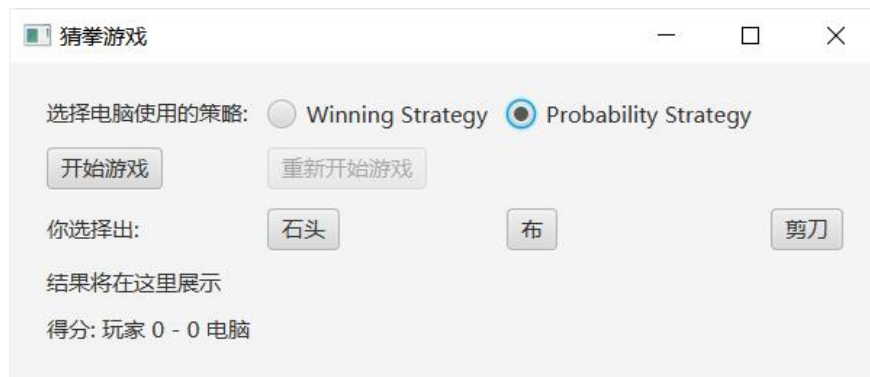 猜拳游戏
选择电脑使用的策略: Winning Strategy Probability Strategy
开始游戏 重新开始游戏
你选择出: 石头 布 剪刀
结果将在这里展示
得分: 玩家 0 - 0 电脑